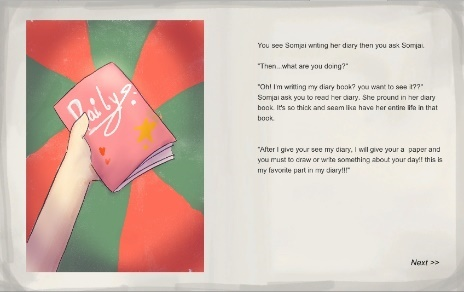 Daily:
You see Somjai writing her diary then you ask Somjai.
"Then...what are you doing?"
"Oh! I'm writting my diary book? you want to see it??"
Somjai ask you to read her diary. She pround in her diary
book. It's so thick and seem like have her entire life in that
book.
"After I give your see my diary, I will give your a paper and
you must to draw or write something about your day!! this is
my favorite part in my diary!!!"
Next >>